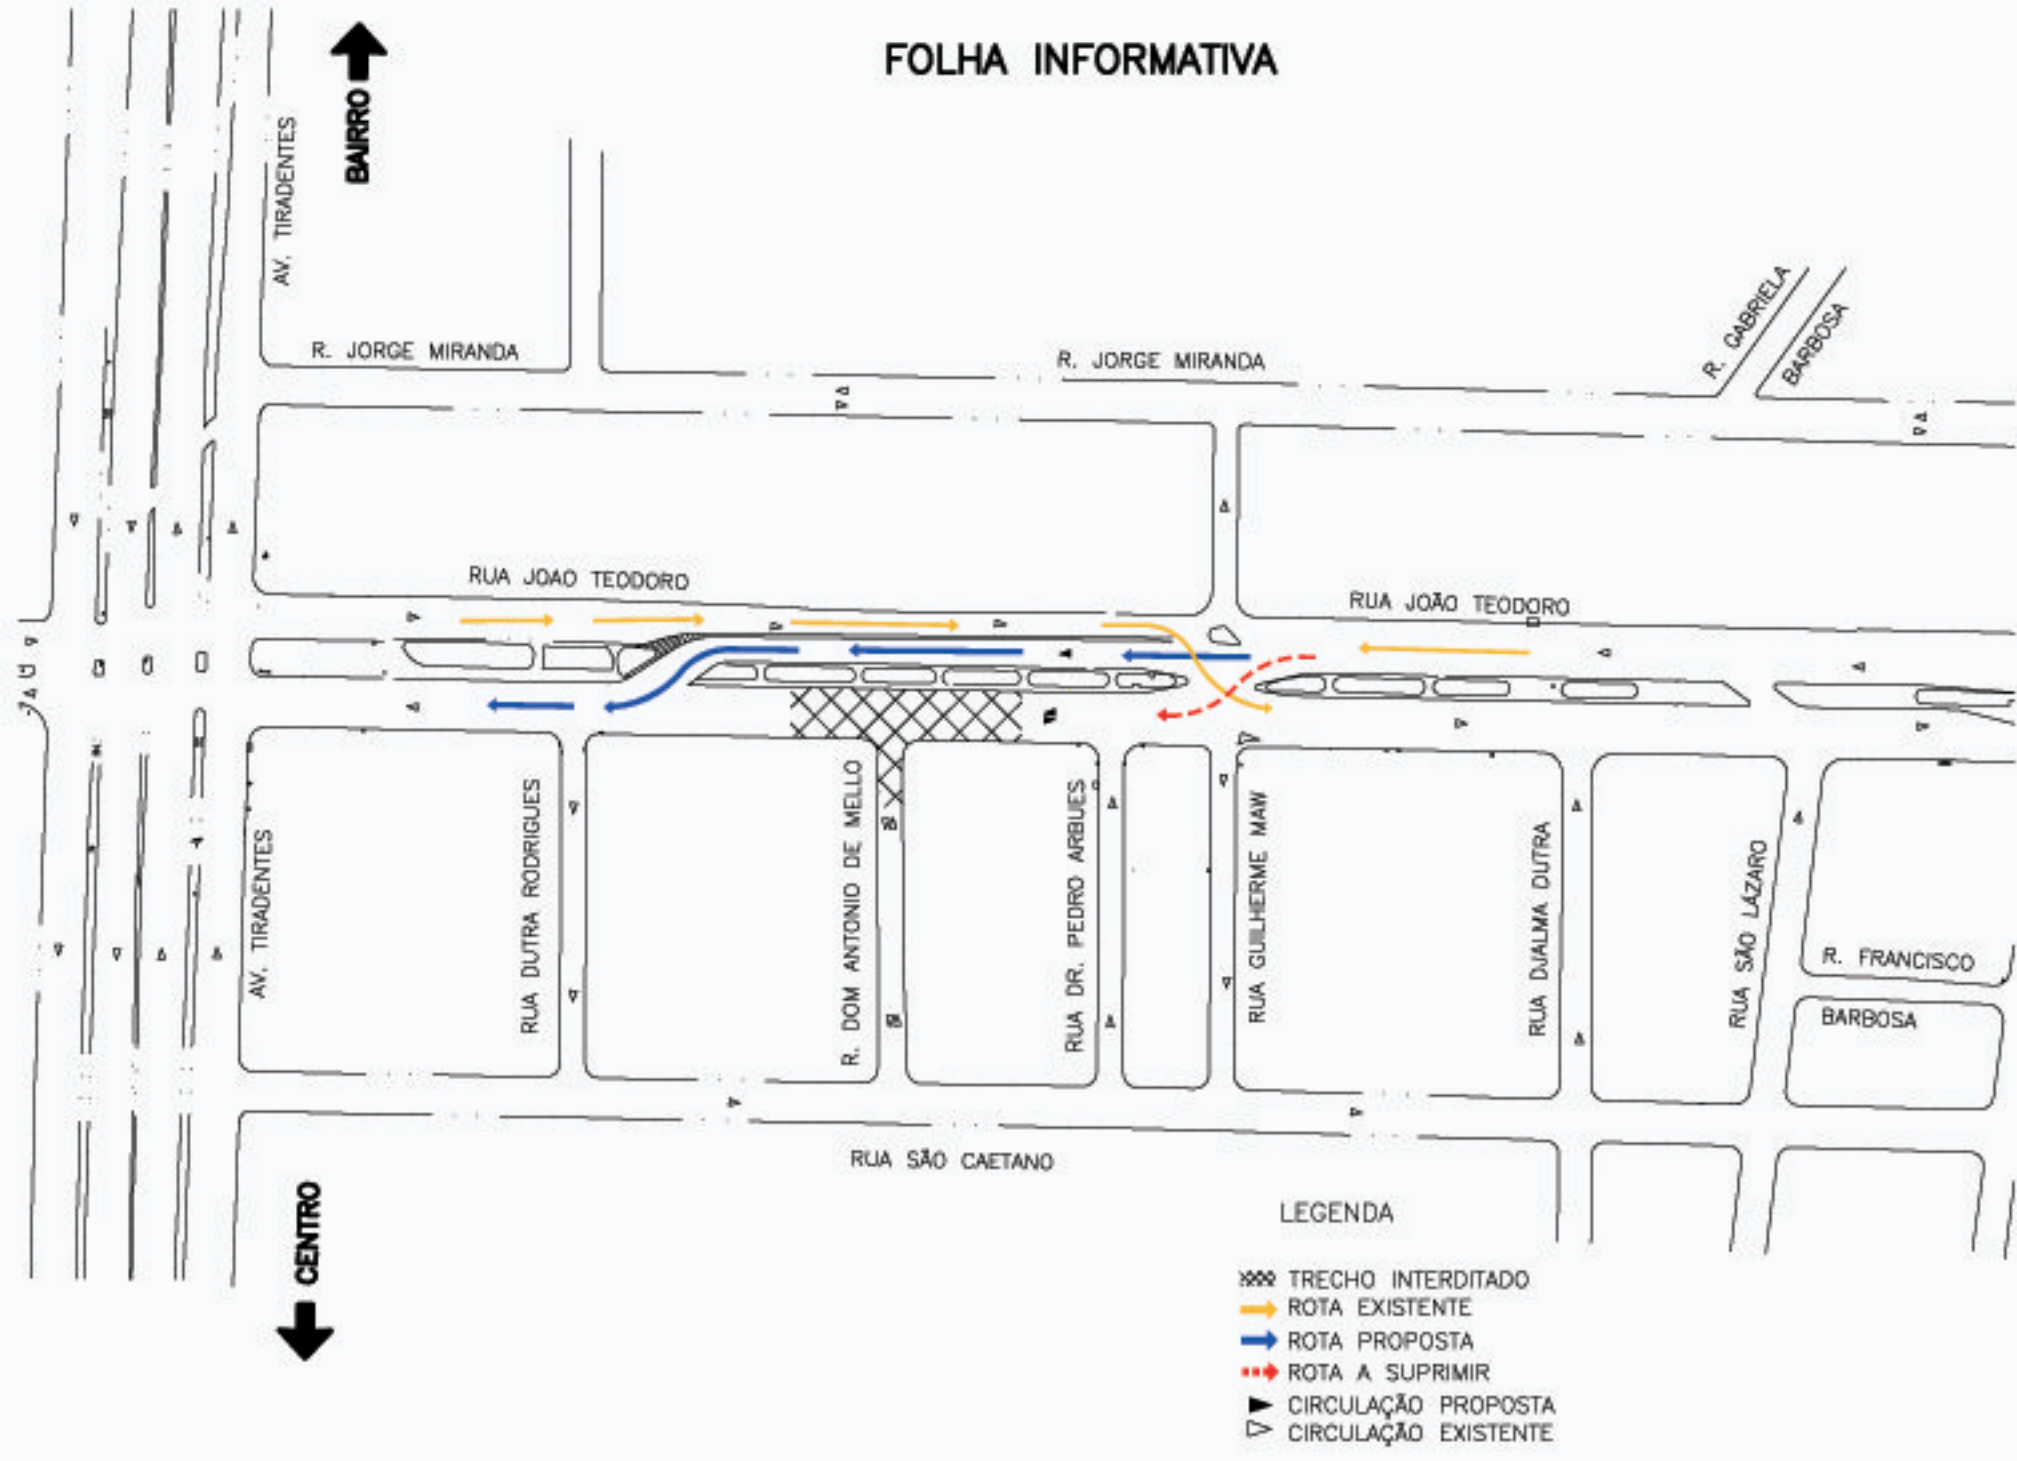 FOLHA INFORMATIVA
BAIRRO
AV. TIRADENTES
R. JORGE MIRANDA
R. JORGE MIRANDA
R. GABRIELA
BARBOSA
RUA JOAO TEODORO
RUA JOÃO TEODORO
AV. TIRADENTES
RUA DUTRA RODRIGUES
R. DOM ANTONIO DE MELLO
RUA DR. PEDRO ARBUES
RUA GUILHERME MAW
RUA DJALMA DUTRA
RUA SÃO LÁZARO
R. FRANCISCO
BARBOSA
RUA SÃO CAETANO
CENTRO
LEGENDA
TRECHO INTERDITADO
ROTA EXISTENTE
ROTA PROPOSTA
ROTA A SUPRIMIR
CIRCULAÇÃO PROPOSTA
CIRCULAÇÃO EXISTENTE